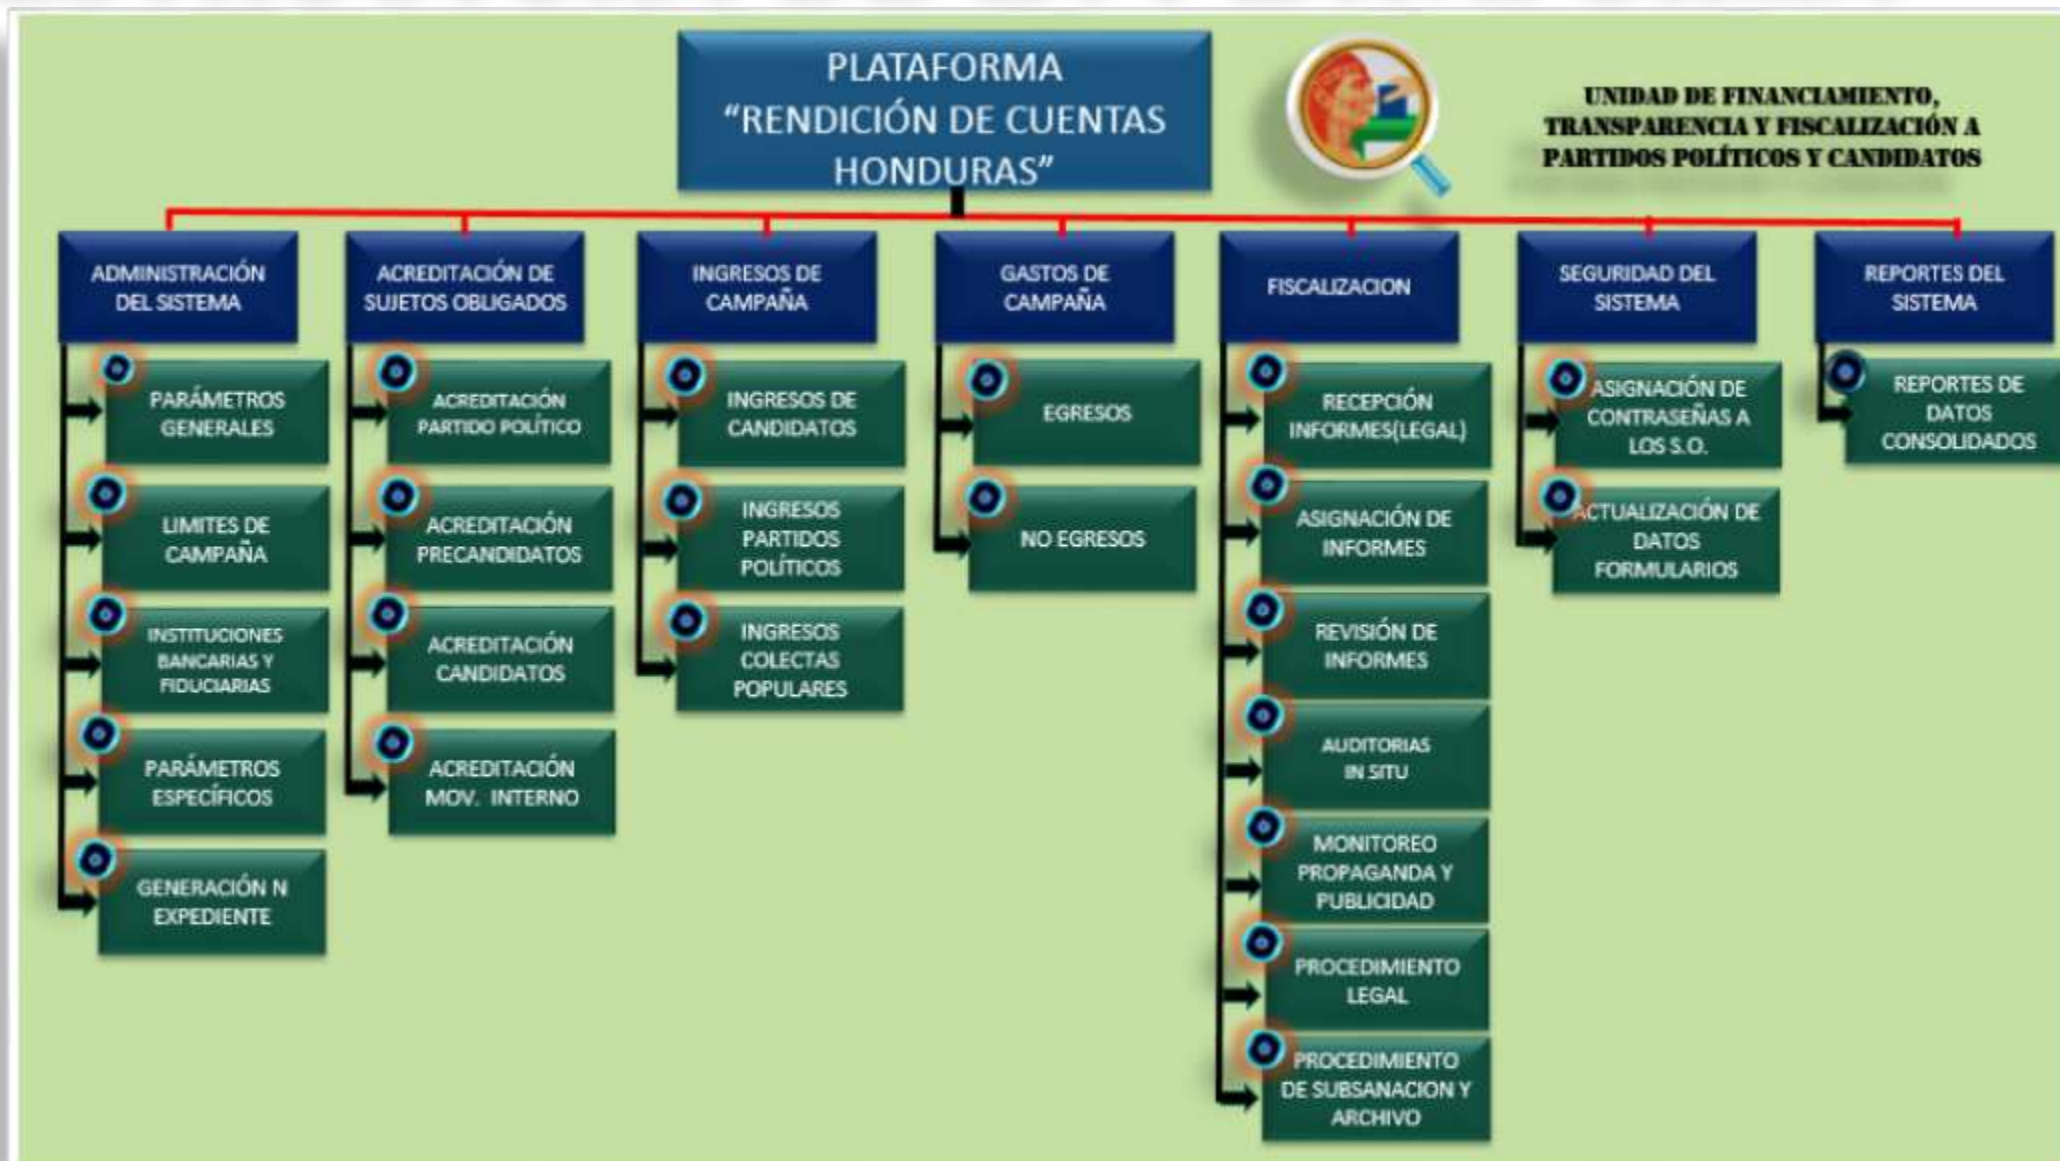 PLATAFORMA
“RENDICIÓN DE CUENTAS
HONDURAS”
UNIDAD DE FINANCIAMIENTO,
TRANSPARENCIA Y FISCALIZACIÓN A
PARTIDOS POLÍTICOS Y CANDIDATOS
ADMINISTRACIÓN
DEL SISTEMA
PARÁMETROS
GENERALES
LIMITES DE
CAMPAÑA
INSTITUCIONES
BANCARIAS Y
FIDUCIARIAS
PARÁMETROS
ESPECÍFICOS
GENERACIÓN N
EXPEDIENTE
ACREDITACIÓN DE
SUJETOS OBLIGADOS
ACREDITACIÓN
PARTIDO POLÍTICO
ACREDITACIÓN
PRECANDIDATOS
ACREDITACIÓN
CANDIDATOS
ACREDITACIÓN
MOV. INTERNO
INGRESOS DE
CAMPAÑA
INGRESOS DE
CANDIDATOS
INGRESOS
PARTIDOS
POLÍTICOS
INGRESOS
COLECTAS
POPULARES
GASTOS DE
CAMPAÑA
EGRESOS
NO EGRESOS
FISCALIZACION
RECEPCIÓN
INFORMES(LEGAL)
ASIGNACIÓN DE
INFORMES
REVISIÓN DE
INFORMES
AUDITORIAS
IN SITU
MONITOREO
PROPAGANDA Y
PUBLICIDAD
PROCEDIMIENTO
LEGAL
PROCEDIMIENTO
DE SUBSANACION Y
ARCHIVO
SEGURIDAD DEL
SISTEMA
ASIGNACIÓN DE
CONTRASEÑAS A
LOS S.O.
ACTUALIZACIÓN DE
DATOS
FORMULARIOS
REPORTES DEL
SISTEMA
REPORTES DE
DATOS
CONSOLIDADOS